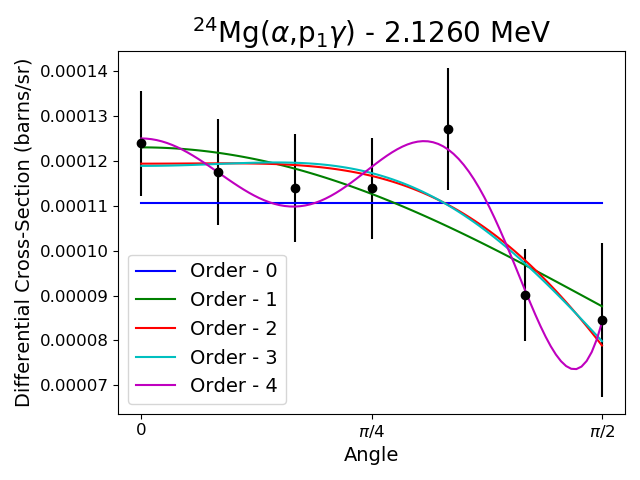 ²⁴Mg(α,p₁γ) - 2.1260 MeV
Differential Cross-Section (barns/sr)
0.00014
0.00013
0.00012
0.00011
0.00010
0.00009
0.00008
0.00007
Order - 0
Order - 1
Order - 2
Order - 3
Order - 4
0
π/4
π/2
Angle